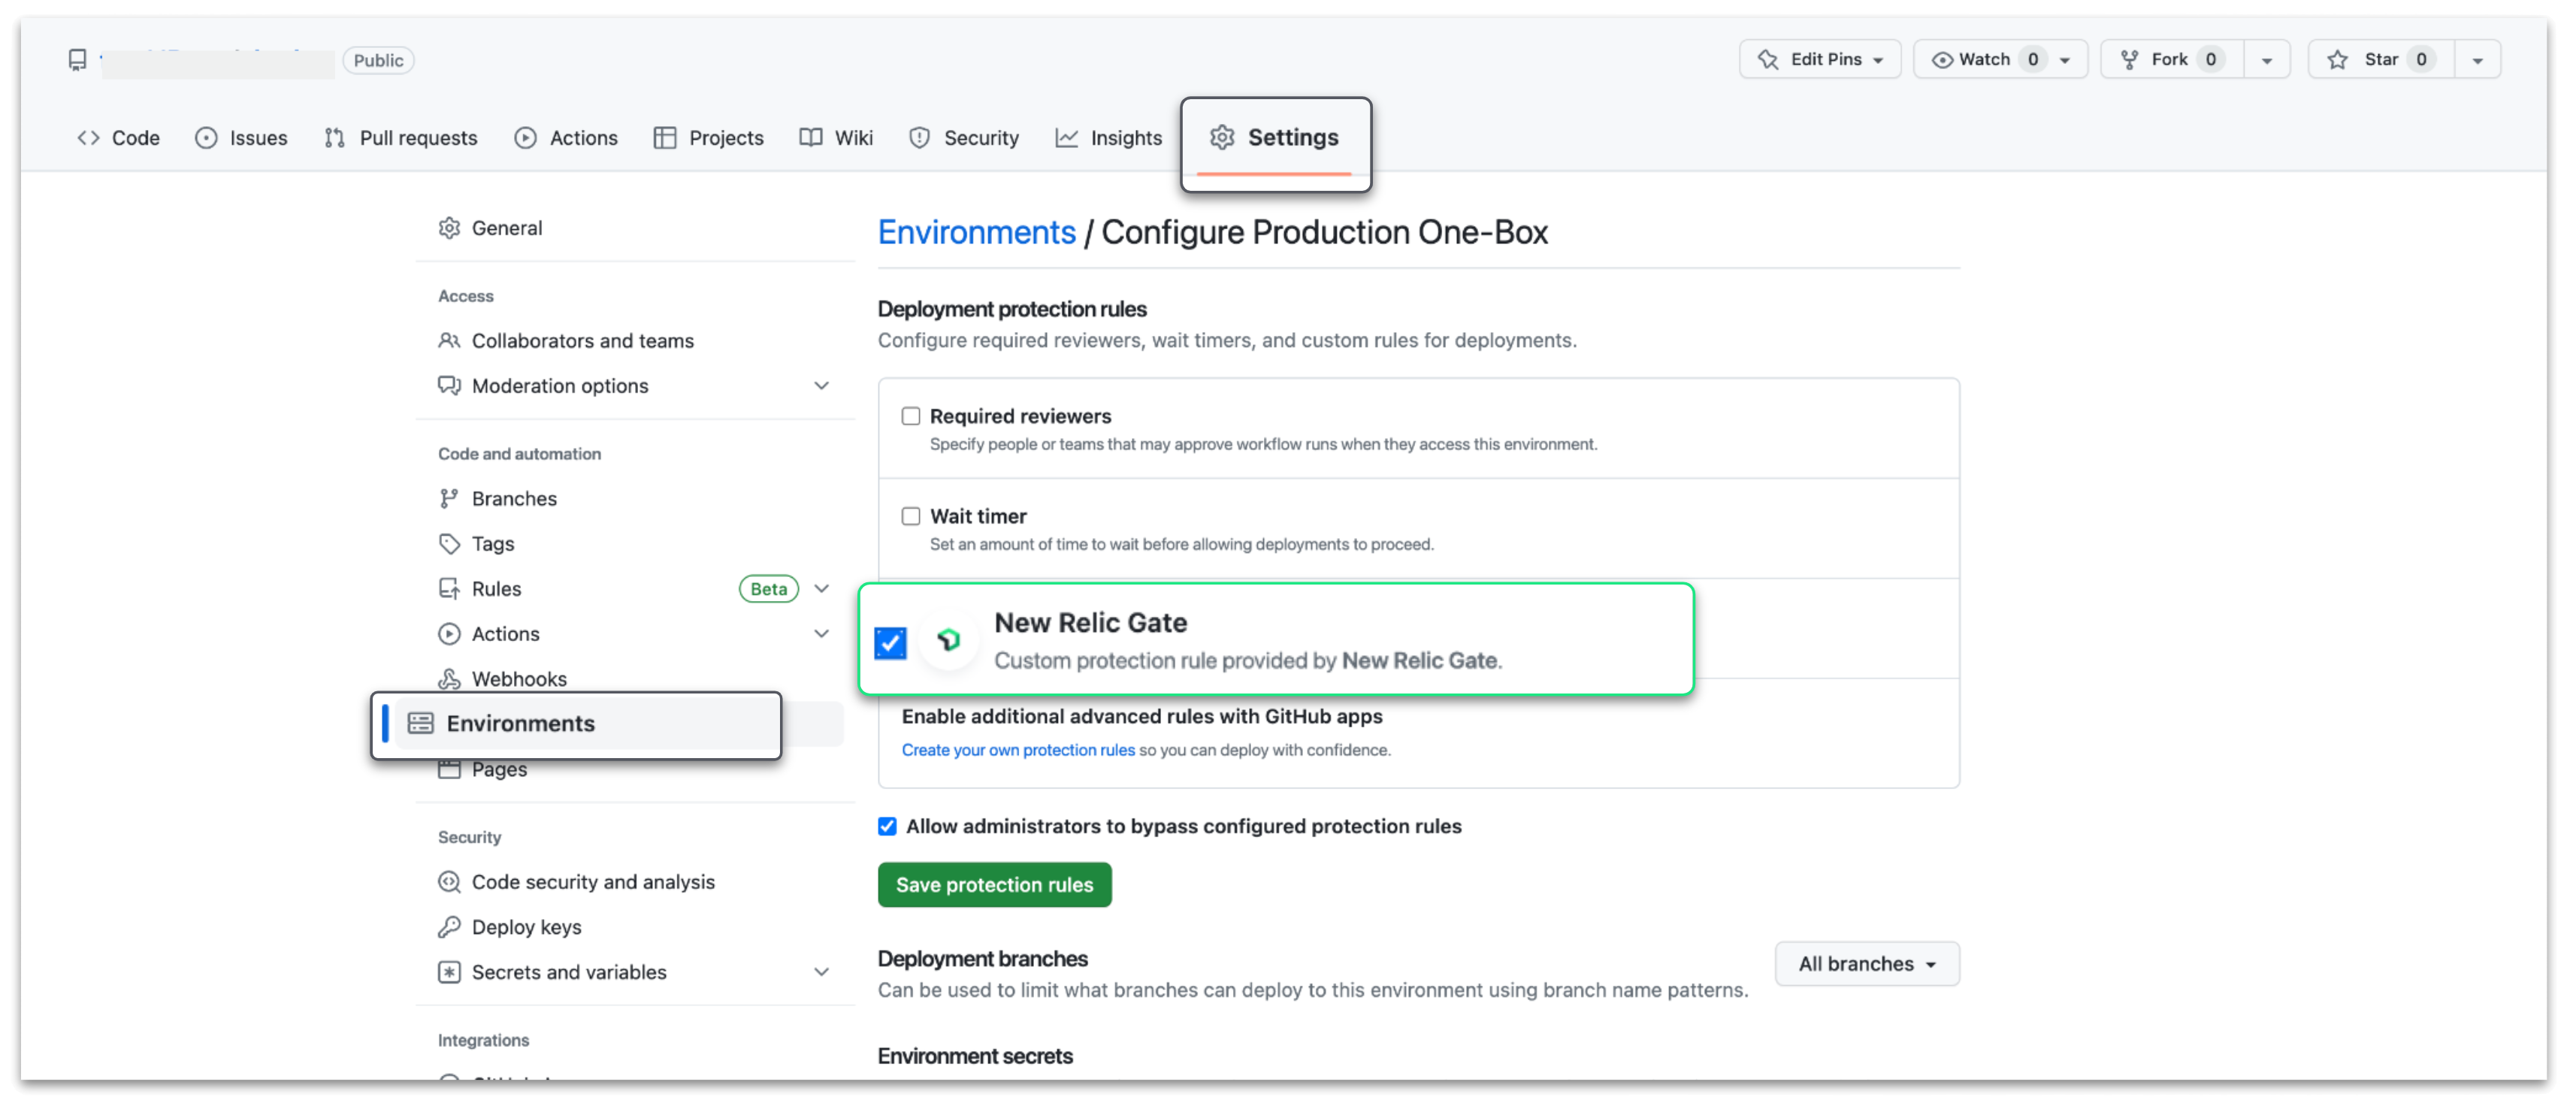 Public
Edit Pins
Watch 0
Fork 0
Star 0
Code
Issues
Pull requests
Actions
Projects
Wiki
Security
Insights
Settings
General
Access
Collaborators and teams
Moderation options
Code and automation
Branches
Tags
Rules Beta
Actions
Webhooks
Environments
Pages
Security
Code security and analysis
Deploy keys
Secrets and variables
Integrations
Environments / Configure Production One-Box
Deployment protection rules
Configure required reviewers, wait timers, and custom rules for deployments.
Required reviewers
Specify people or teams that may approve workflow runs when they access this environment.
Wait timer
Set an amount of time to wait before allowing deployments to proceed.
New Relic Gate
Custom protection rule provided by New Relic Gate.
Enable additional advanced rules with GitHub apps
Create your own protection rules so you can deploy with confidence.
Allow administrators to bypass configured protection rules
Save protection rules
Deployment branches
All branches
Can be used to limit what branches can deploy to this environment using branch name patterns.
Environment secrets